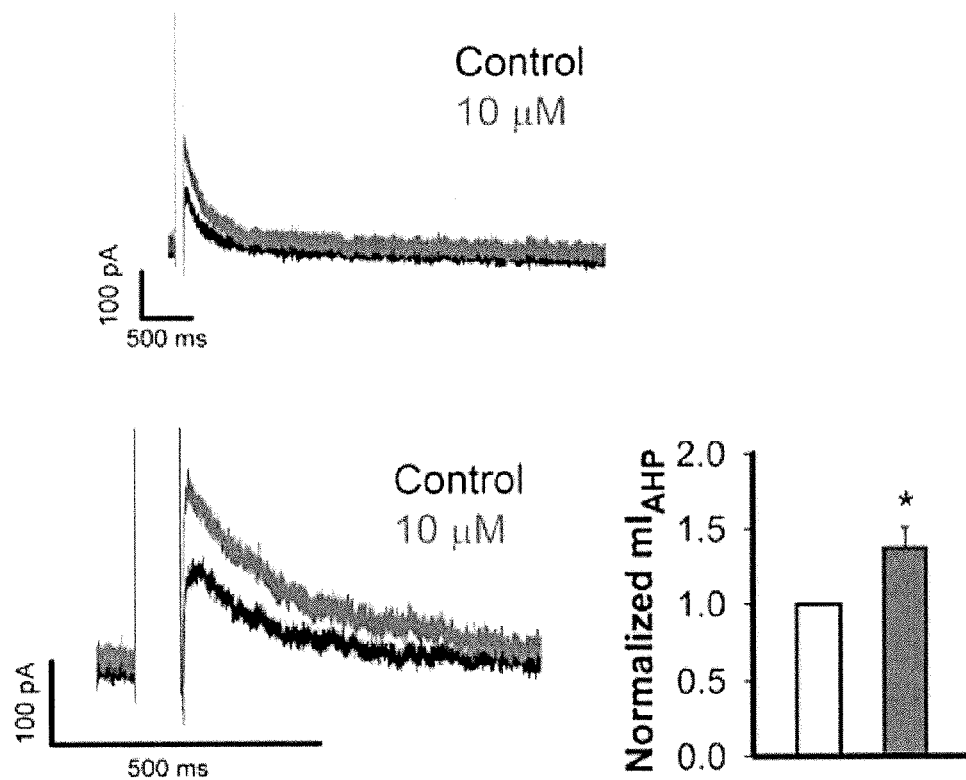 Control
10 μM
100 pA
500 ms
Control
10 μM
100 pA
500 ms
Normalized mI_AHP
2.0
*
1.5
1.0
0.5
0.0